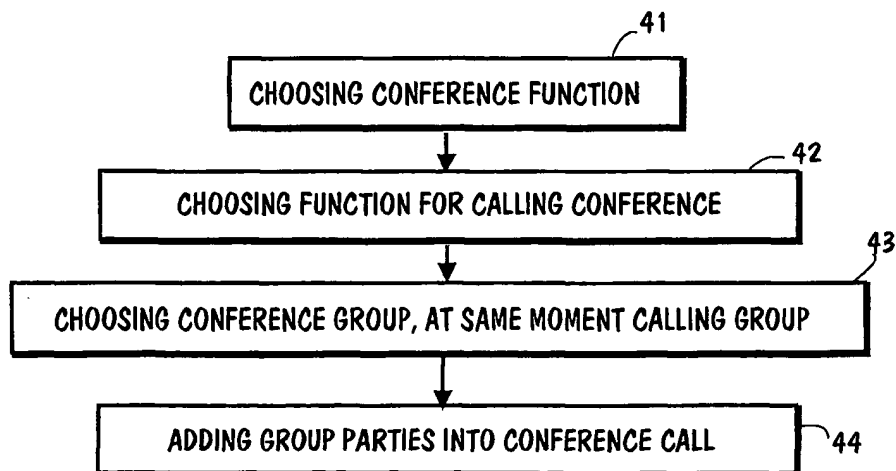 41
CHOOSING CONFERENCE FUNCTION
42
CHOOSING FUNCTION FOR CALLING CONFERENCE
43
CHOOSING CONFERENCE GROUP, AT SAME MOMENT CALLING GROUP
ADDING GROUP PARTIES INTO CONFERENCE CALL
44